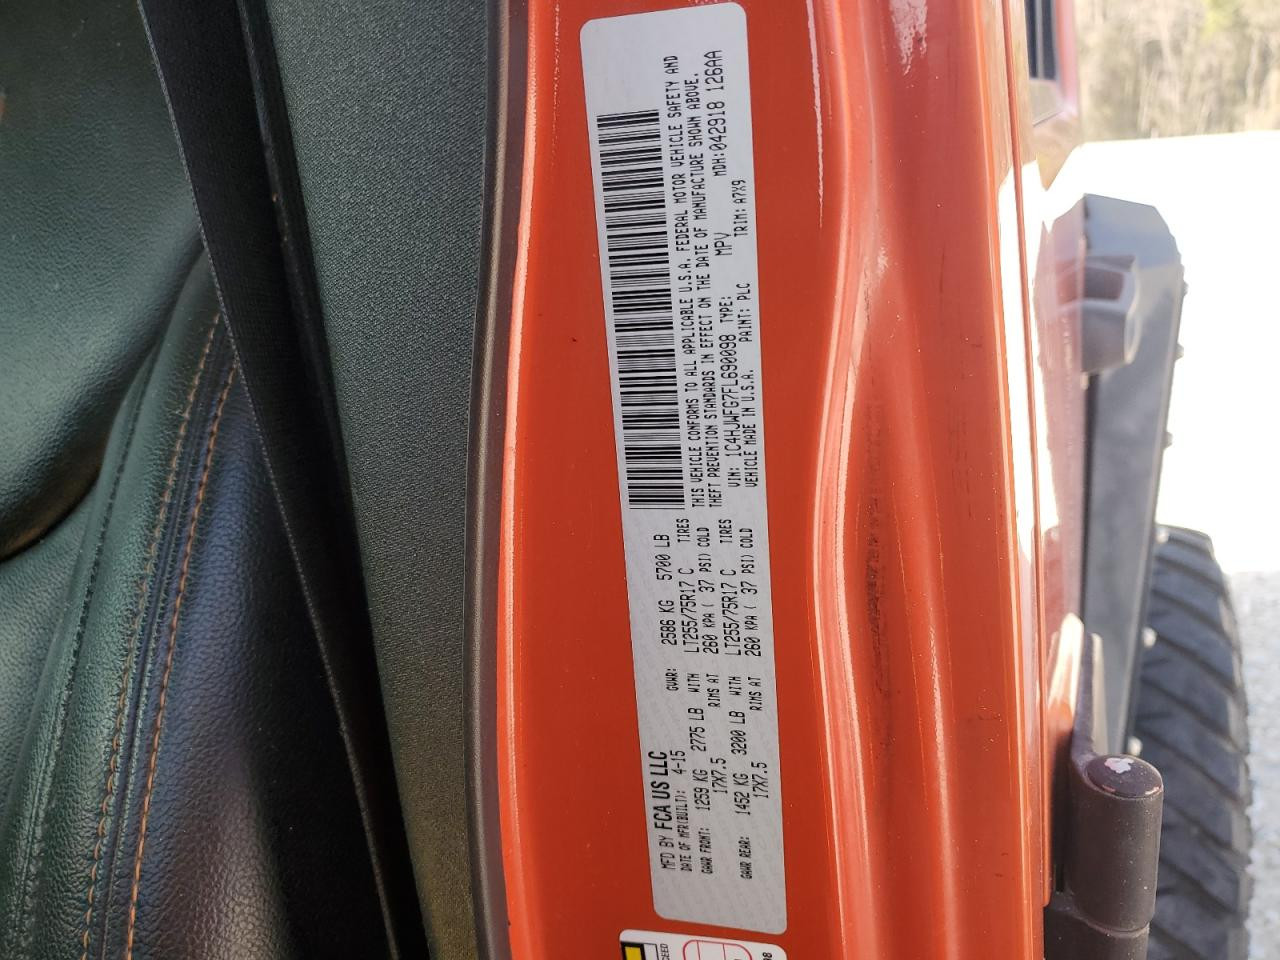 MFD BY FCA US LLC
DATE OF MFR(BUILT): 4-15 GVWR: 2586 KG 5700 LB
GAWR FRONT: 1259 KG 2775 LB WITH LT255/75R17 C TIRES
17X7.5 RIMS AT 260 KPA ( 37 PSI) COLD
GAWR REAR: 1452 KG 3200 LB WITH LT255/75R17 C TIRES
17X7.5 RIMS AT 260 KPA ( 37 PSI) COLD
THIS VEHICLE CONFORMS TO ALL APPLICABLE U.S.A. FEDERAL MOTOR VEHICLE SAFETY AND
THEFT PREVENTION STANDARDS IN EFFECT ON THE DATE OF MANUFACTURE SHOWN ABOVE.
VIN: 1C4HJWFG7FL690098 TYPE: MPV MDH:042918 126AA
VEHICLE MADE IN U.S.A. PAINT: PLC TRIM: A7X9